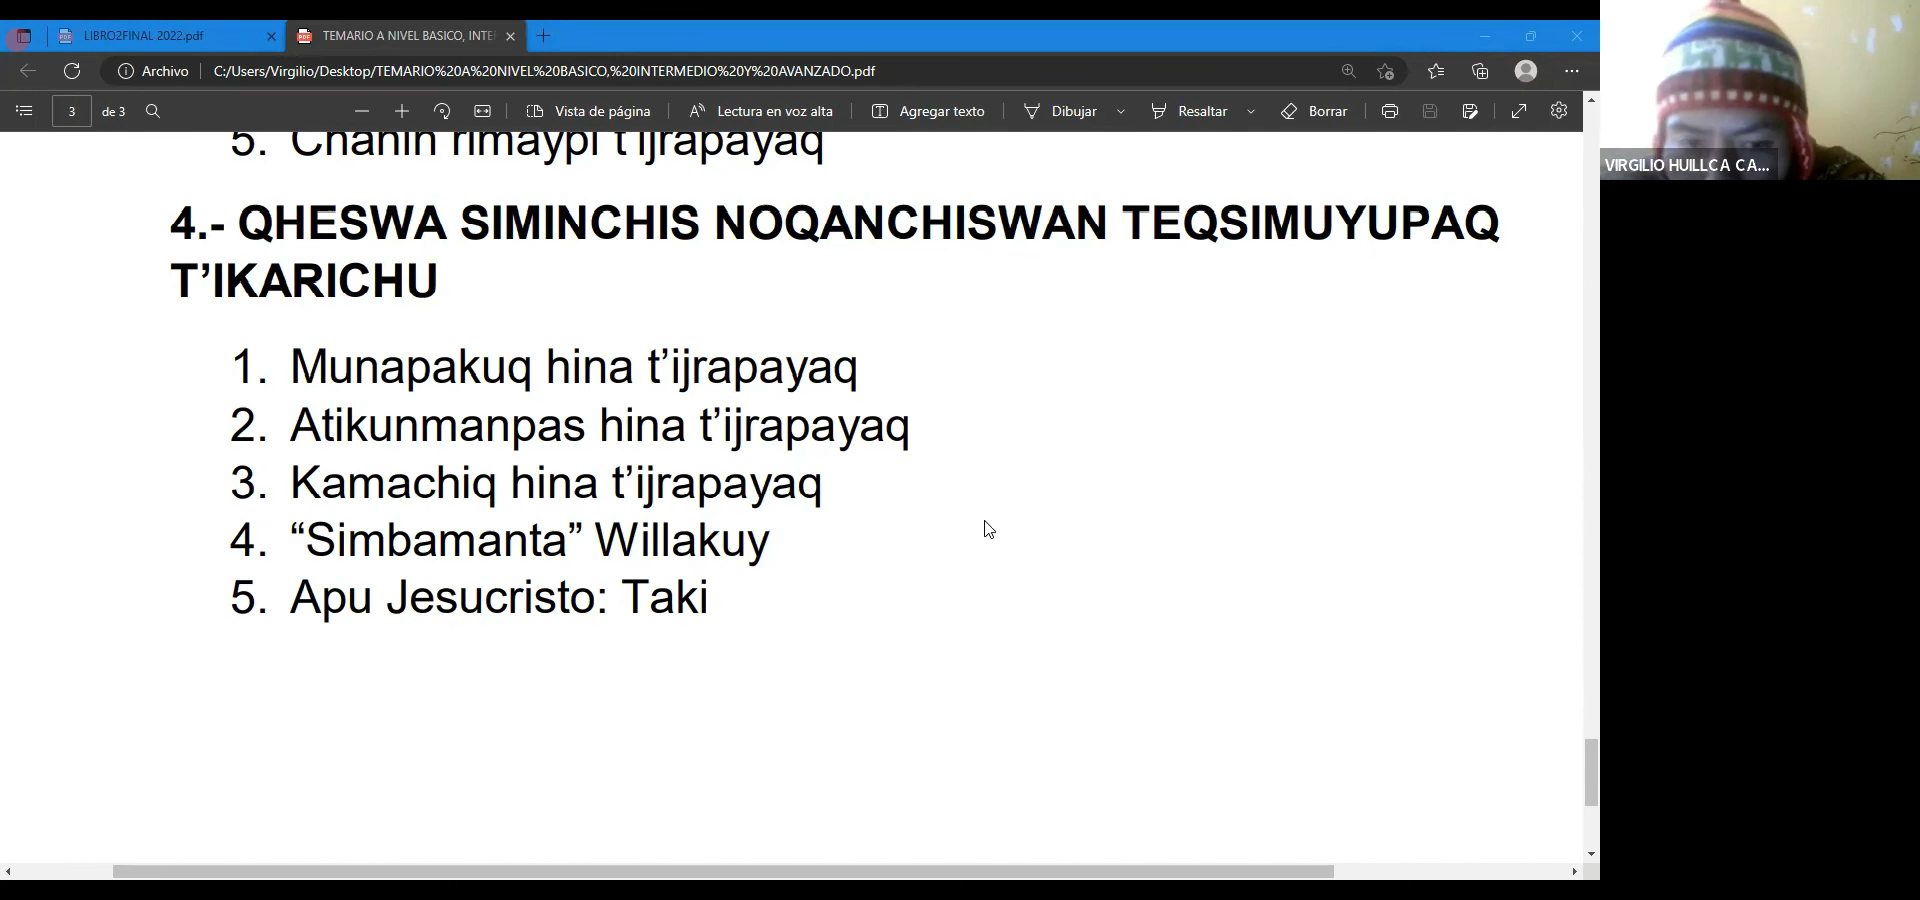 LIBRO2FINAL 2022.pdf
TEMARIO A NIVEL BASICO, INTE
Archivo
C:/Users/Virgilio/Desktop/TEMARIO%20A%20NIVEL%20BASICO,%20INTERMEDIO%20Y%20AVANZADO.pdf
3 de 3
Vista de página
Lectura en voz alta
Agregar texto
Dibujar
Resaltar
Borrar
VIRGILIO HUILLCA CA...
5. Chanin rimaypi t'ijrapayaq
4.- QHESWA SIMINCHIS NOQANCHISWAN TEQSIMUYUPAQ
T’IKARICHU
1. Munapakuq hina t’ijrapayaq
2. Atikunmanpas hina t’ijrapayaq
3. Kamachiq hina t’ijrapayaq
4. “Simbamanta” Willakuy
5. Apu Jesucristo: Taki